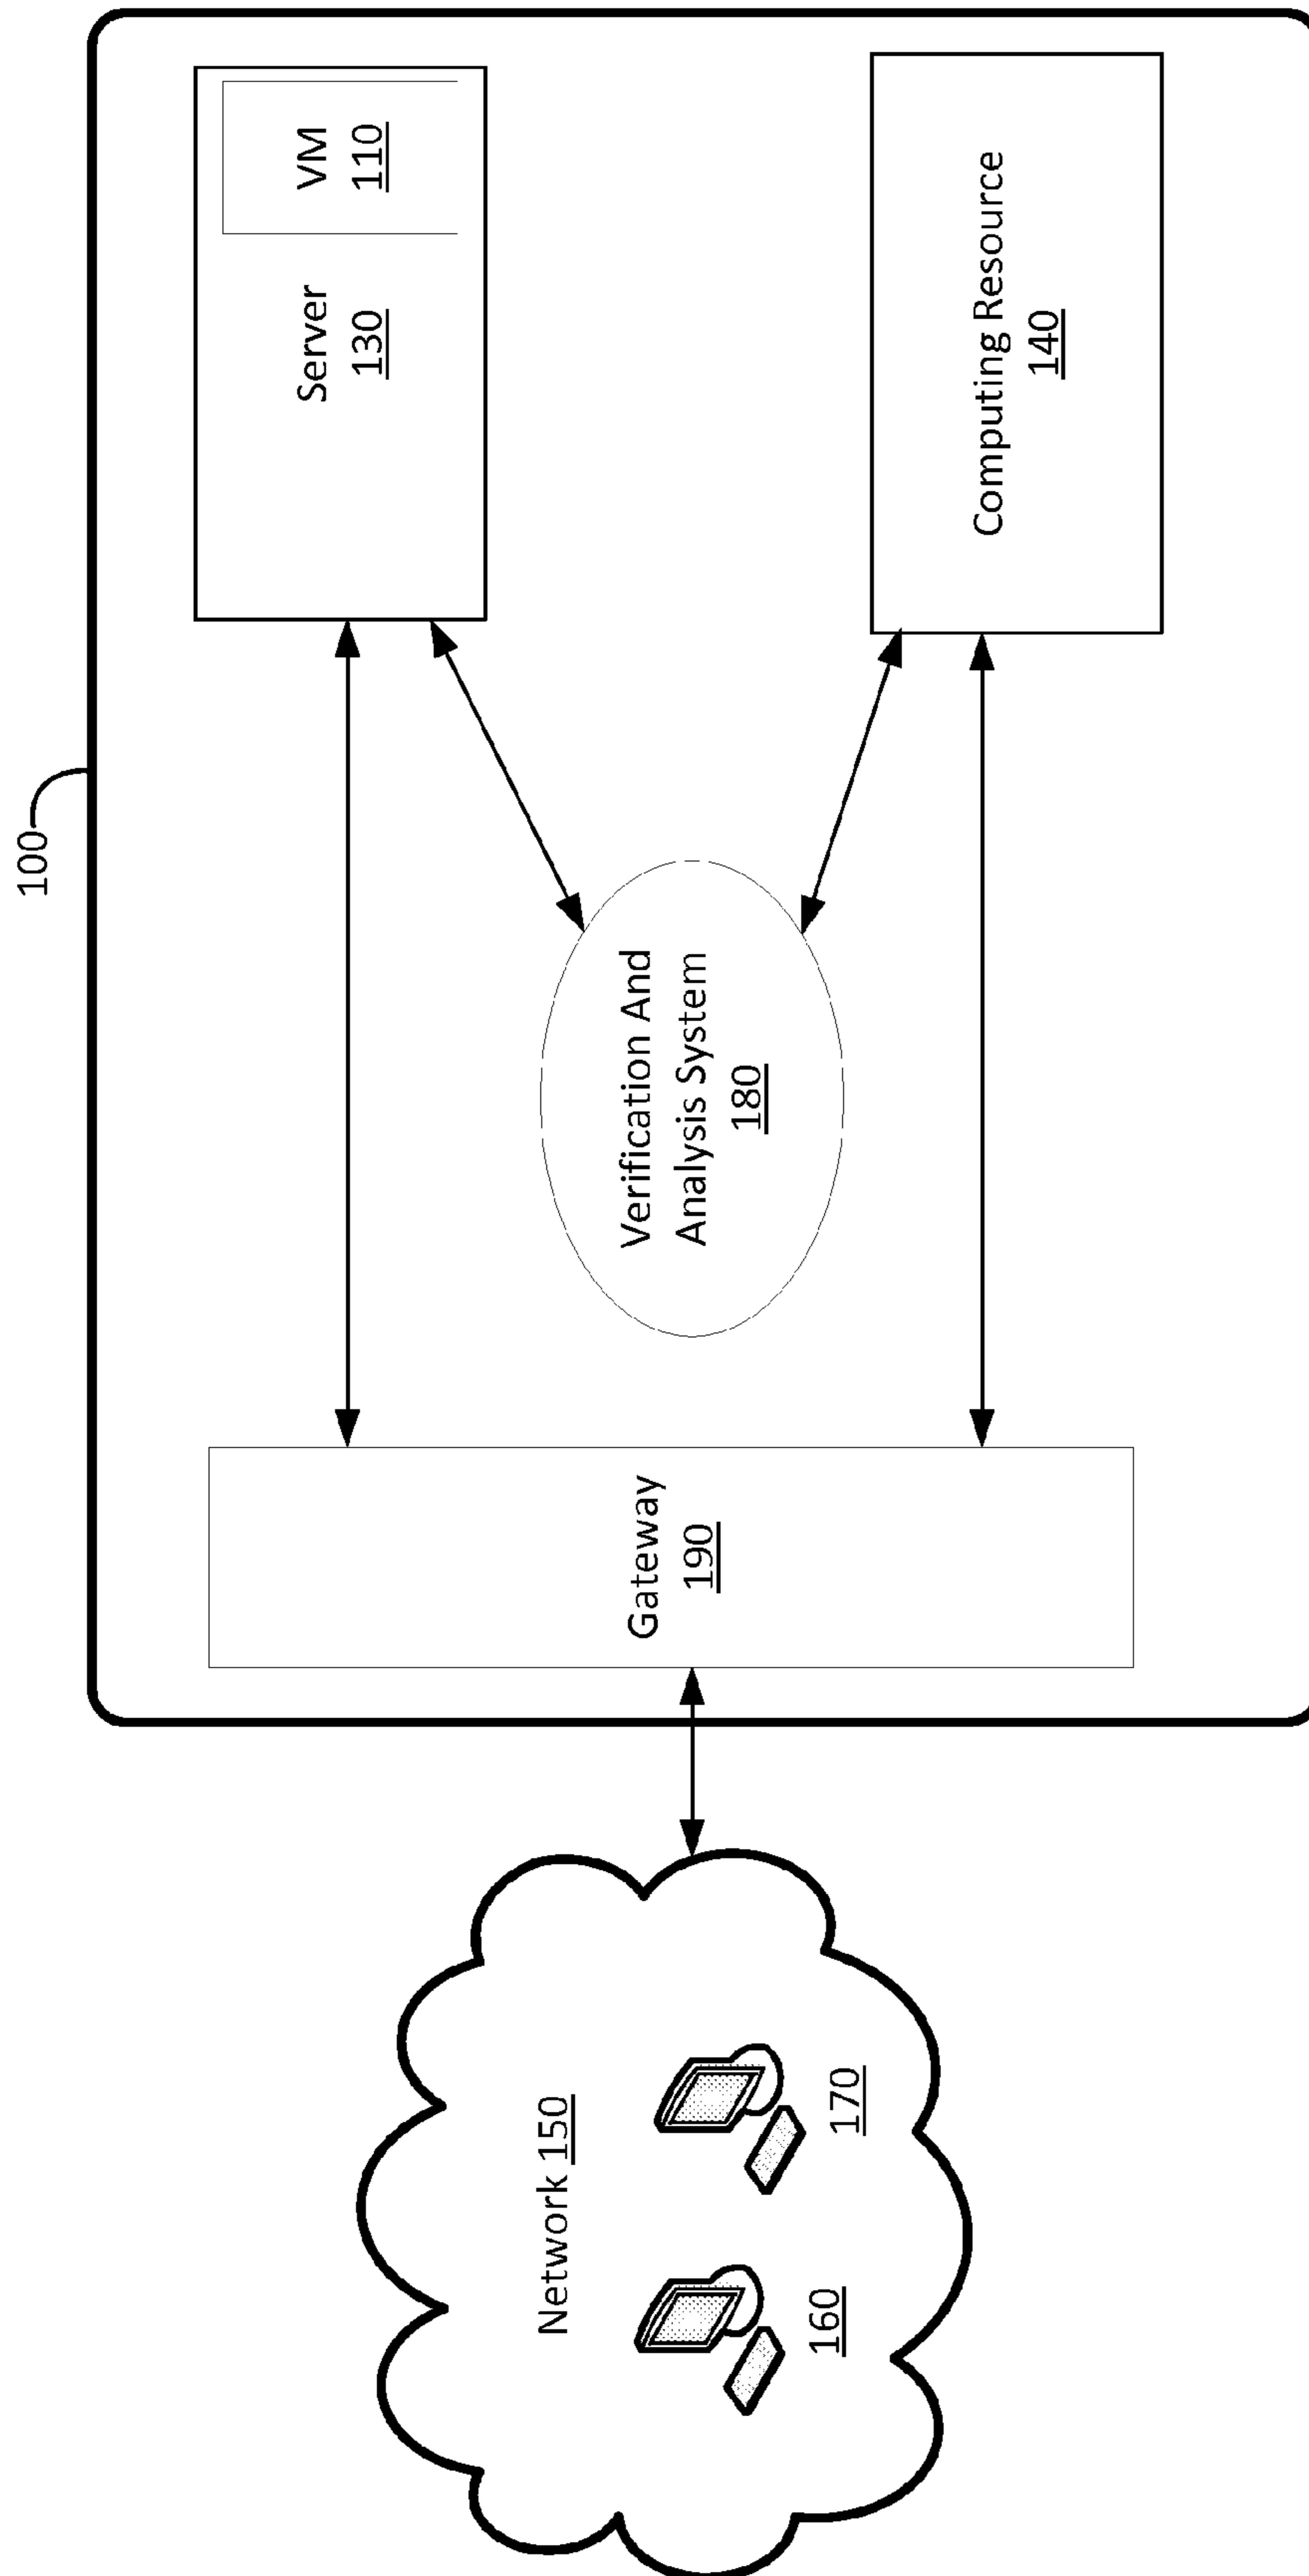 100
Network 150
160
170
Gateway
190
Verification And
Analysis System
180
Server
130
VM
110
Computing Resource
140